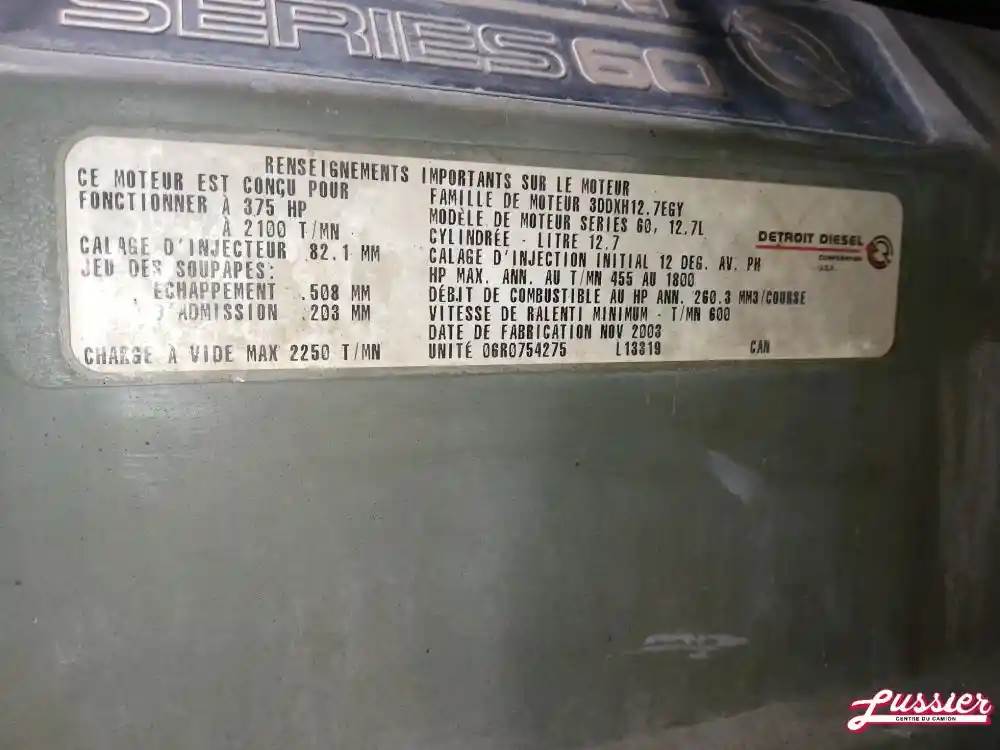 SERIES 60
RENSEIGNEMENTS IMPORTANTS SUR LE MOTEUR
CE MOTEUR EST CONÇU POUR
FONCTIONNER À 375 HP
À 2100 T/MN
CALAGE D'INJECTEUR 82.1 MM
JEU DES SOUPAPES:
ECHAPPEMENT .508 MM
D'ADMISSION .203 MM
CHARGE À VIDE MAX 2250 T/MN
FAMILLE DE MOTEUR 3DDXH12.7EGY
MODÈLE DE MOTEUR SERIES 60, 12.7L
CYLINDRÉE - LITRE 12.7
CALAGE D'INJECTION INITIAL 12 DEG. AV. PH
HP MAX. ANN. AU T/MN 455 AU 1800
DÉBIT DE COMBUSTIBLE AU HP ANN. 260.3 MM3/COURSE
VITESSE DE RALENTI MINIMUM - T/MN 600
DATE DE FABRICATION NOV 2003
UNITÉ 06R0754275 L13319 CAN
DETROIT DIESEL
CORPORATION
U.S.A.
Lussier
CENTRE DU CAMION